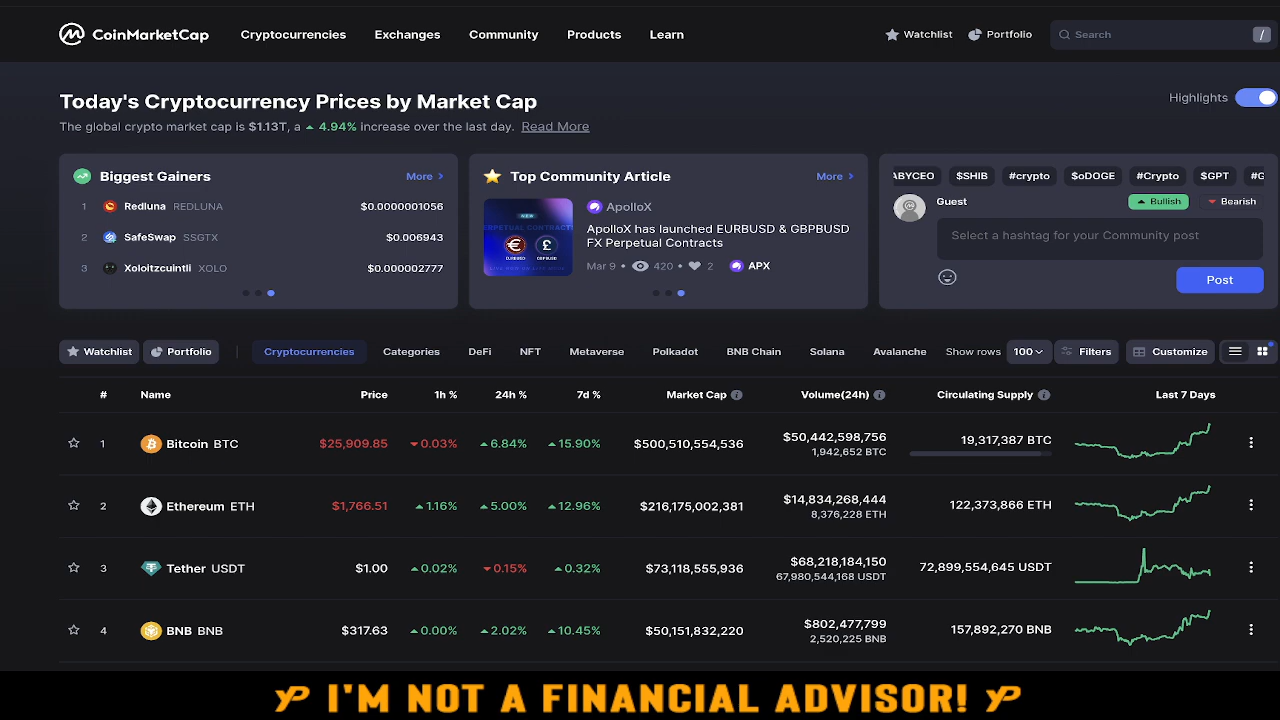 CoinMarketCap Cryptocurrencies Exchanges Community Products Learn Watchlist Portfolio Search /
Today's Cryptocurrency Prices by Market Cap Highlights
The global crypto market cap is $1.13T, a 4.94% increase over the last day. Read More
Biggest Gainers More
1 Redluna REDLUNA $0.0000001056
2 SafeSwap SSGTX $0.006943
3 Xoloitzcuintli XOLO $0.000002777
Top Community Article More
NEW
PERPETUAL CONTRACTS
EURBUSD GBPBUSD
ApolloX
ApolloX has launched EURBUSD & GBPBUSD
FX Perpetual Contracts
Mar 9 • 420 • 2 APX
ABYCEO $SHIB #crypto $oDOGE #Crypto $GPT #G
Guest Bullish Bearish
Select a hashtag for your Community post
Post
Watchlist Portfolio Cryptocurrencies Categories DeFi NFT Metaverse Polkadot BNB Chain Solana Avalanche Show rows 100 Filters Customize
# Name Price 1h % 24h % 7d % Market Cap Volume(24h) Circulating Supply Last 7 Days
1 Bitcoin BTC $25,909.85 0.03% 6.84% 15.90% $500,510,554,536 $50,442,598,756 19,317,387 BTC
1,942,652 BTC
2 Ethereum ETH $1,766.51 1.16% 5.00% 12.96% $216,175,002,381 $14,834,268,444 122,373,866 ETH
8,376,228 ETH
3 Tether USDT $1.00 0.02% 0.15% 0.32% $73,118,555,936 $68,218,184,150 72,899,554,645 USDT
67,980,544,168 USDT
4 BNB BNB $317.63 0.00% 2.02% 10.45% $50,151,832,220 $802,477,799 157,892,270 BNB
2,520,225 BNB
I'M NOT A FINANCIAL ADVISOR!